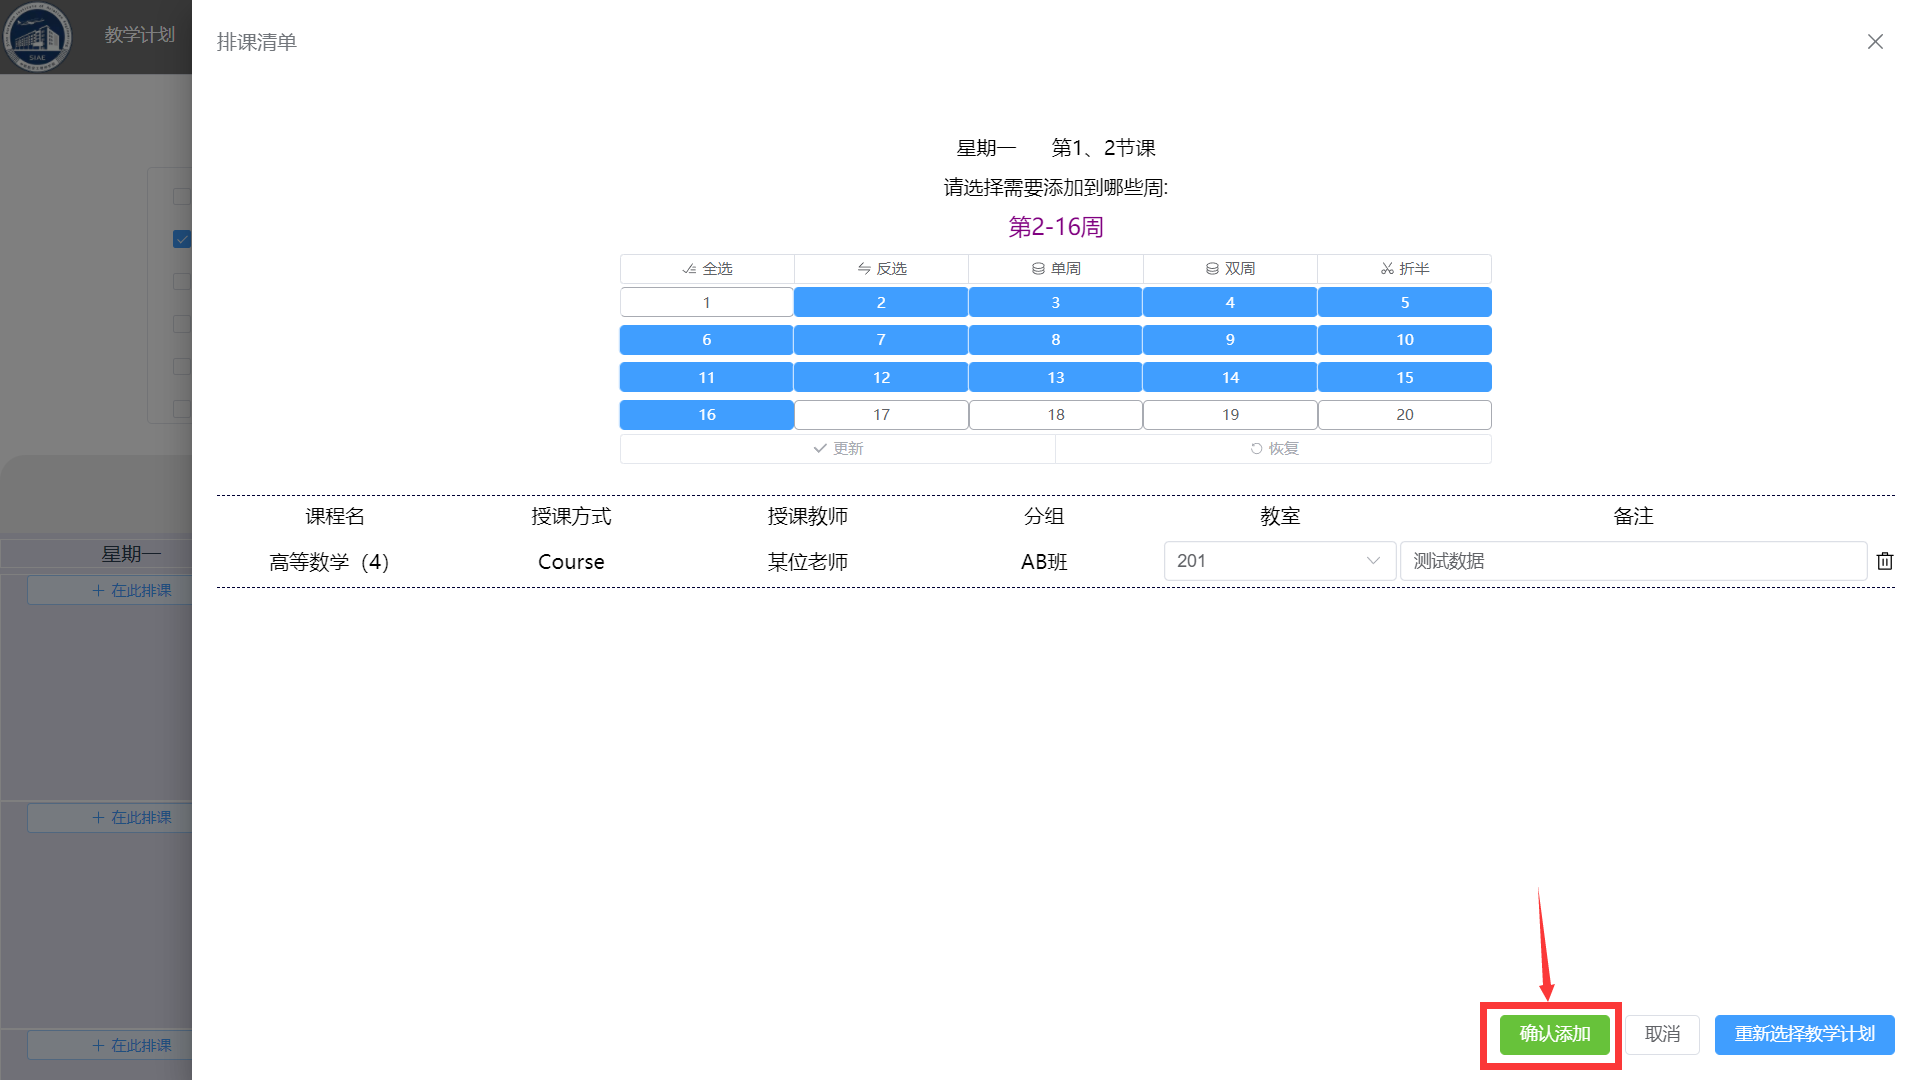 教学计划
SIAE
排课清单
星期一 第1、2节课
请选择需要添加到哪些周:
第2-16周
全选 反选 单周 双周 折半
1 2 3 4 5
6 7 8 9 10
11 12 13 14 15
16 17 18 19 20
更新 恢复
课程名 授课方式 授课教师 分组 教室 备注
高等数学（4） Course 某位老师 AB班 201 测试数据
星期一
在此排课
在此排课
在此排课
确认添加 取消 重新选择教学计划